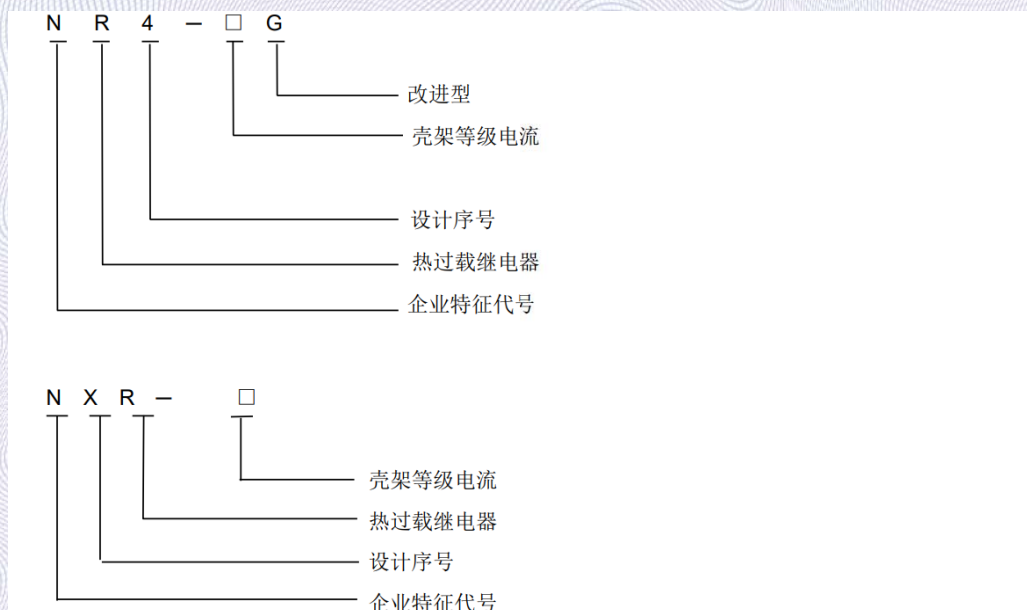 N R 4 － □ G
改进型
壳架等级电流
设计序号
热过载继电器
企业特征代号
N X R － □
壳架等级电流
热过载继电器
设计序号
企业特征代号